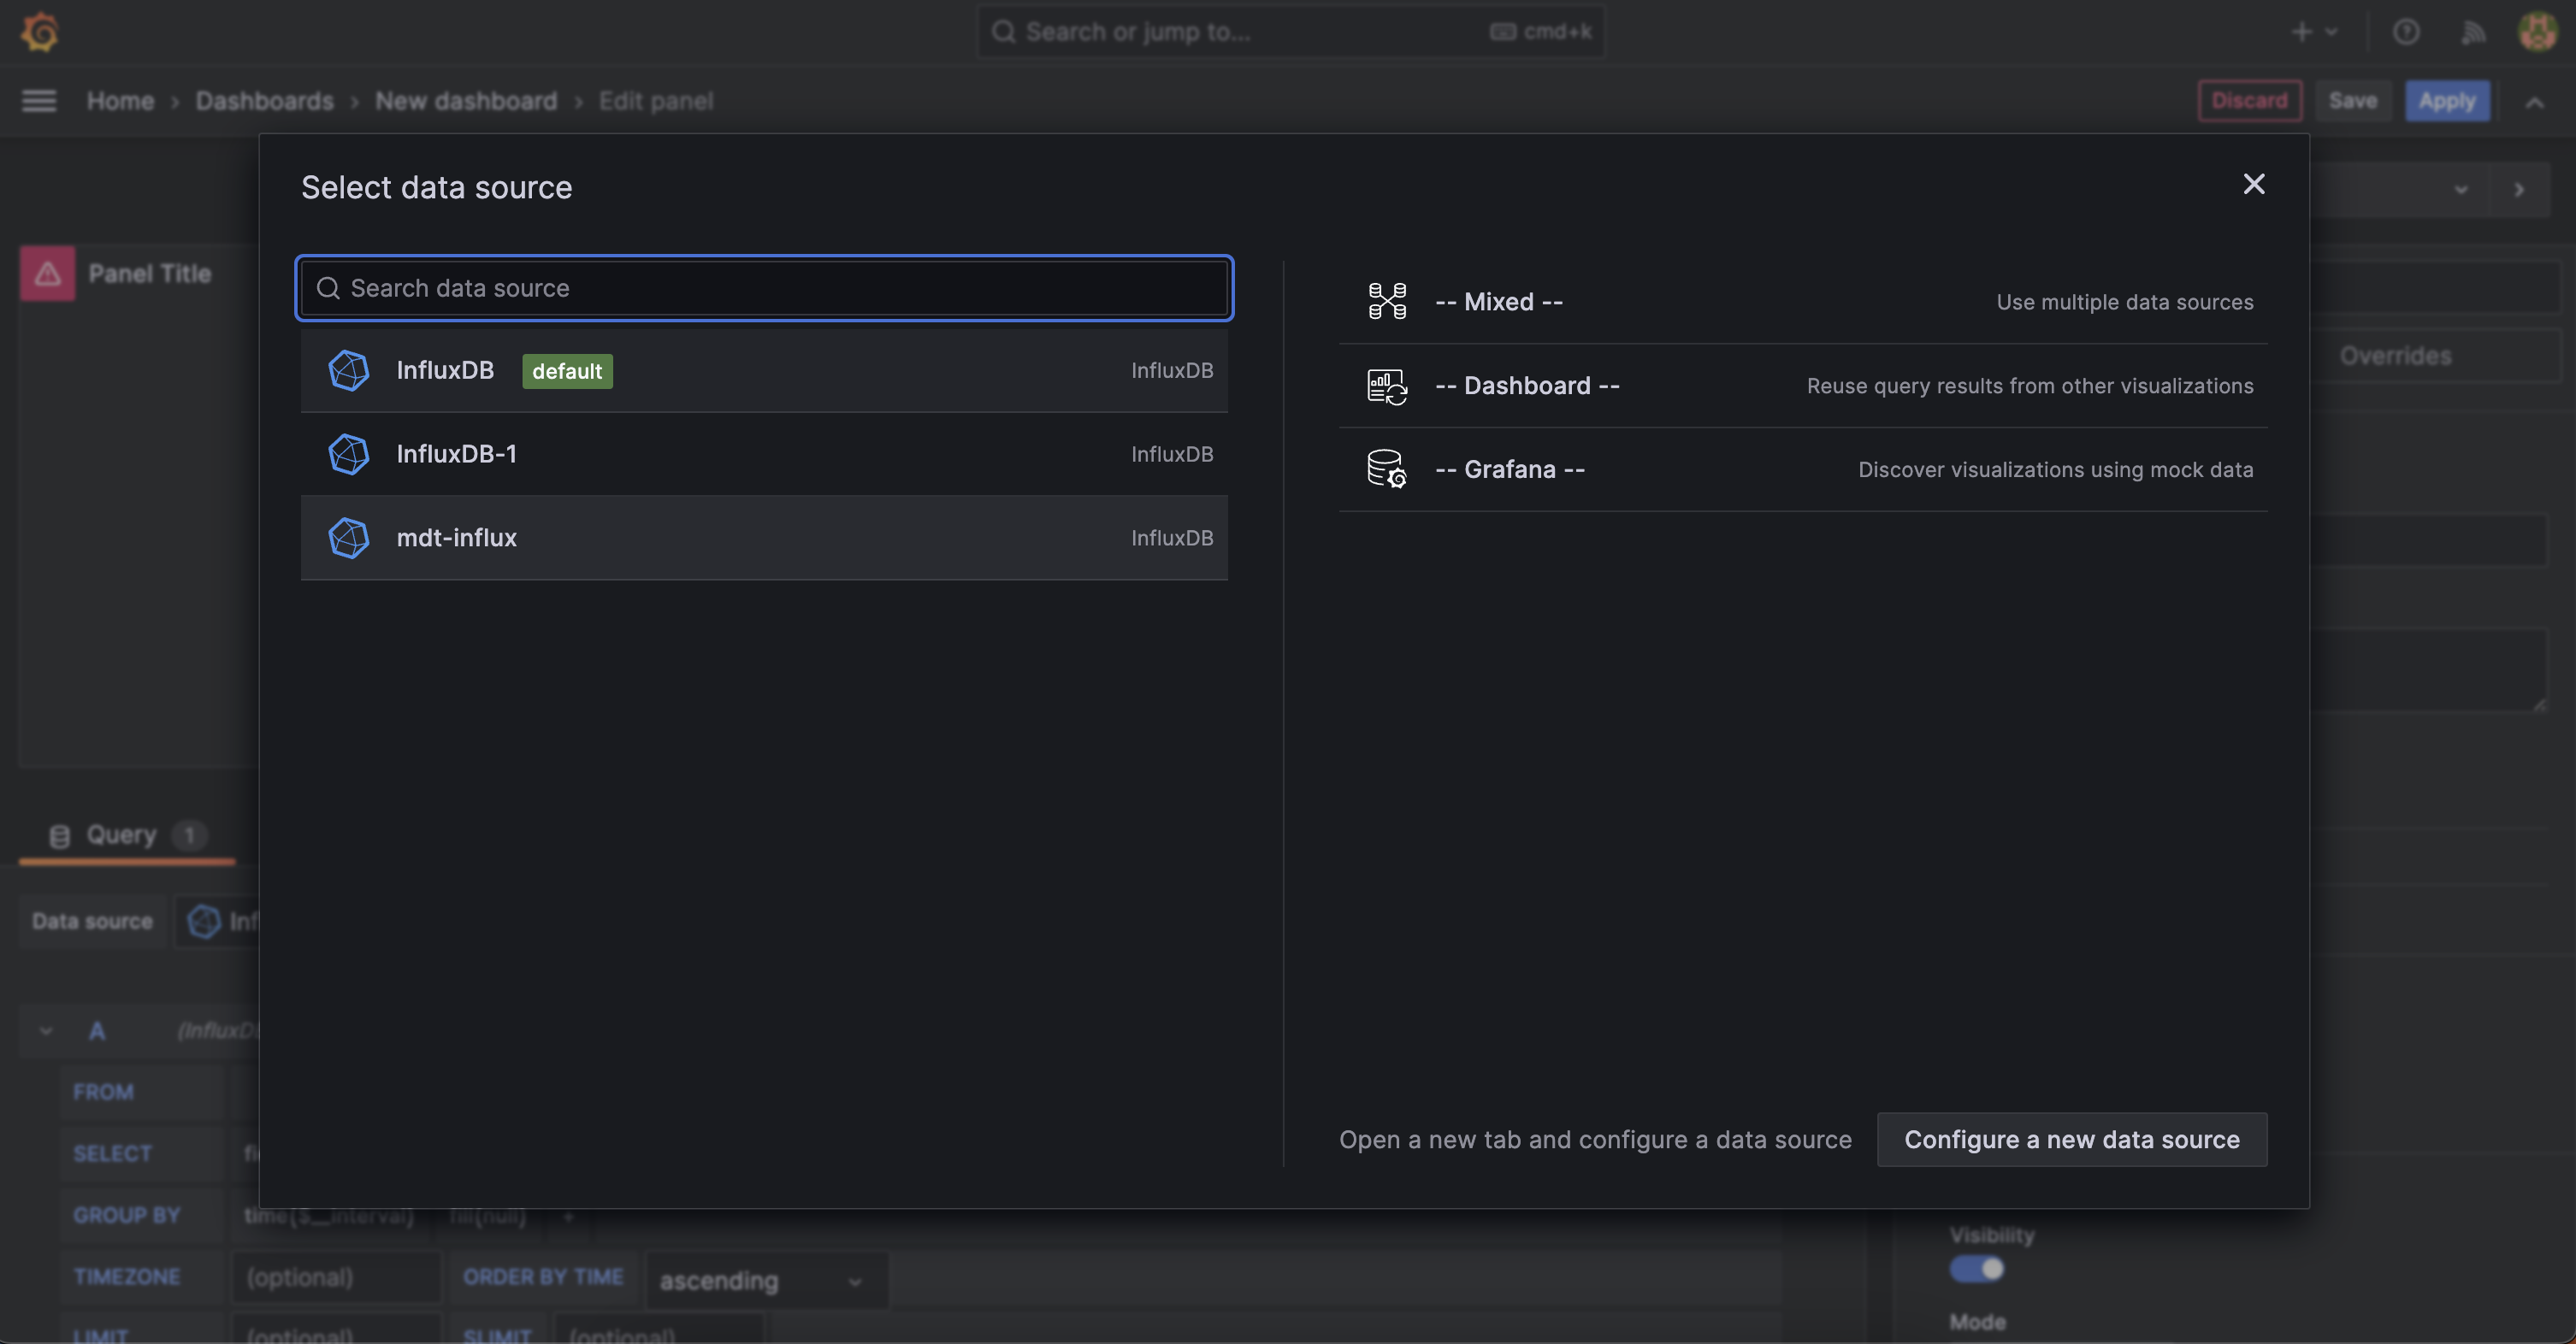 Search or jump to... cmd+k
Home › Dashboards › New dashboard › Edit panel Discard Save Apply
Select data source
Panel Title
Search data source
InfluxDB default InfluxDB
InfluxDB-1 InfluxDB
mdt-influx InfluxDB
-- Mixed -- Use multiple data sources
-- Dashboard -- Reuse query results from other visualizations
-- Grafana -- Discover visualizations using mock data
Overrides
Open a new tab and configure a data source Configure a new data source
Query 1
Data source
A
FROM
SELECT
GROUP BY time($__interval) fill(null) +
TIMEZONE (optional) ORDER BY TIME ascending
LIMIT (optional) SLIMIT (optional)
Visibility
Mode